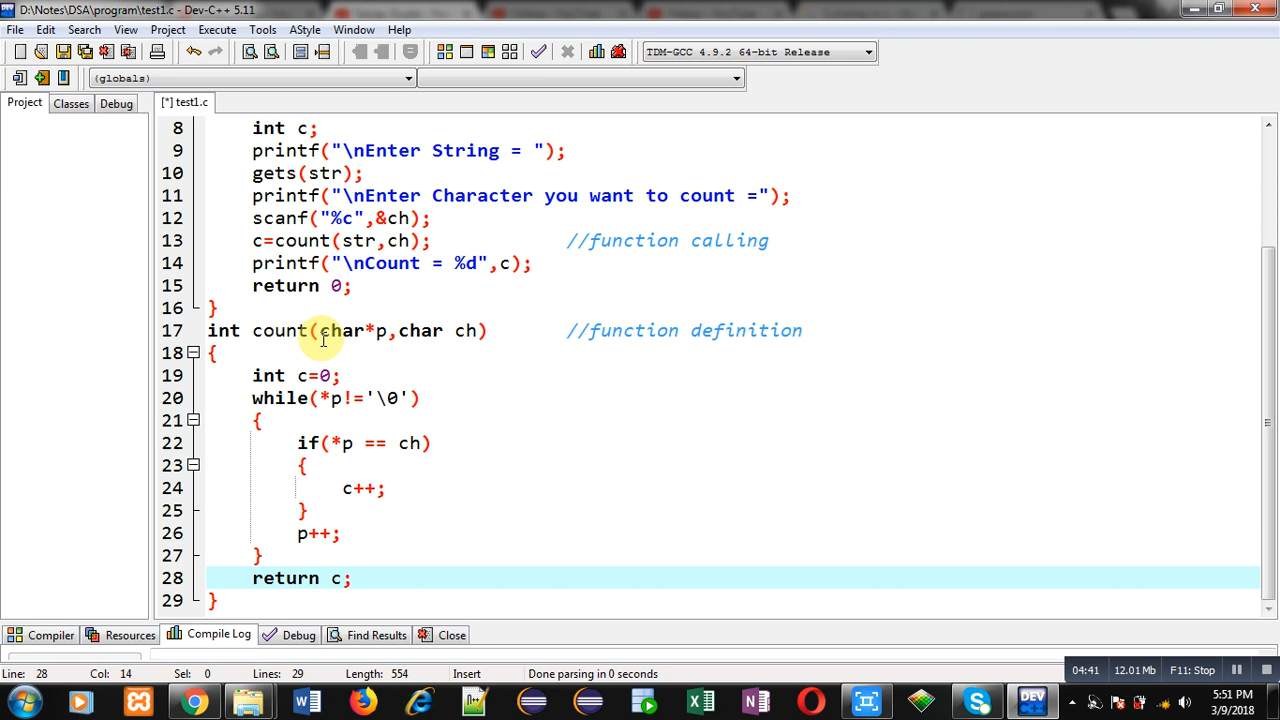 D:\Notes\DSA\program\test1.c - Dev-C++ 5.11
File Edit Search View Project Execute Tools AStyle Window Help
TDM-GCC 4.9.2 64-bit Release
(globals)
Project Classes Debug [*] test1.c
8 int c;
9 printf("\nEnter String = ");
10 gets(str);
11 printf("\nEnter Character you want to count =");
12 scanf("%c",&ch);
13 c=count(str,ch); //function calling
14 printf("\nCount = %d",c);
15 return 0;
16 }
17 int count(char*p,char ch) //function definition
18 {
19 int c=0;
20 while(*p!='\0')
21 {
22 if(*p == ch)
23 {
24 c++;
25 }
26 p++;
27 }
28 return c;
29 }
Compiler Resources Compile Log Debug Find Results Close
Line: 28 Col: 14 Sel: 0 Lines: 29 Length: 554 Insert Done parsing in 0 seconds
04:41 12.01 Mb F11: Stop
DEV
5:51 PM
3/9/2018